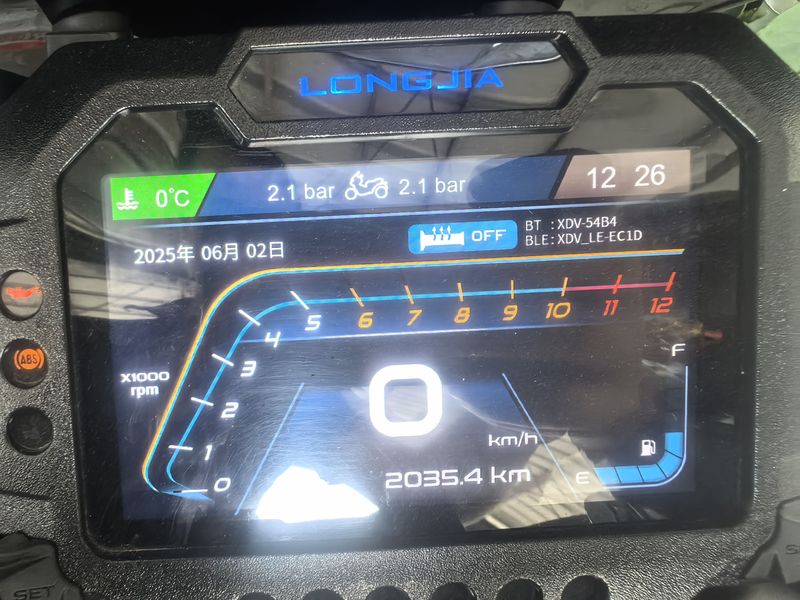 LONGJIA
0°C
2.1 bar 2.1 bar
12 26
2025年 06月 02日
OFF
BT : XDV-54B4
BLE: XDV_LE-EC1D
0 1 2 3 4 5 6 7 8 9 10 11 12
X1000
rpm
ABS
0
km/h
2035.4 km
F
E
SET